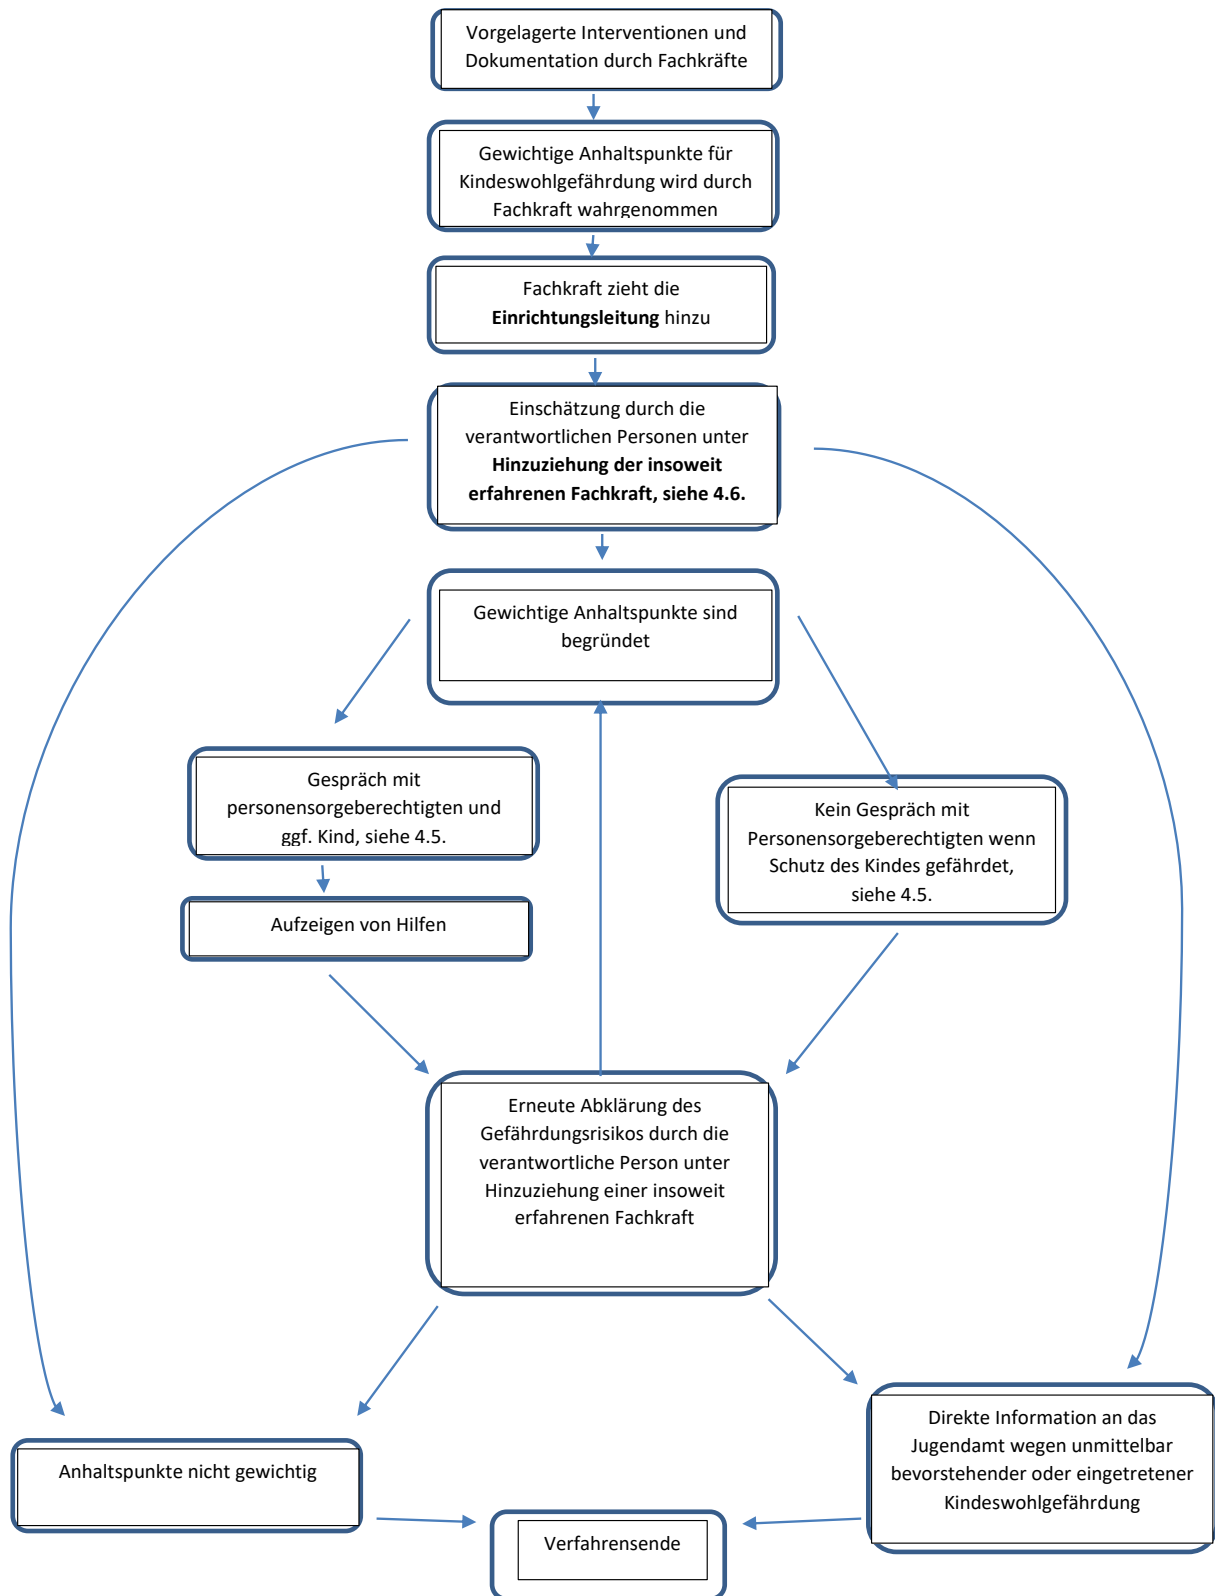 Vorgelagerte Interventionen und
Dokumentation durch Fachkräfte
Gewichtige Anhaltspunkte für
Kindeswohlgefährdung wird durch
Fachkraft wahrgenommen
Fachkraft zieht die
Einrichtungsleitung hinzu
Einschätzung durch die
verantwortlichen Personen unter
Hinzuziehung der insoweit
erfahrenen Fachkraft, siehe 4.6.
Gewichtige Anhaltspunkte sind
begründet
Gespräch mit
personensorgeberechtigten und
ggf. Kind, siehe 4.5.
Aufzeigen von Hilfen
Kein Gespräch mit
Personensorgeberechtigten wenn
Schutz des Kindes gefährdet,
siehe 4.5.
Erneute Abklärung des
Gefährdungsrisikos durch die
verantwortliche Person unter
Hinzuziehung einer insoweit
erfahrenen Fachkraft
Anhaltspunkte nicht gewichtig
Direkte Information an das
Jugendamt wegen unmittelbar
bevorstehender oder eingetretener
Kindeswohlgefährdung
Verfahrensende